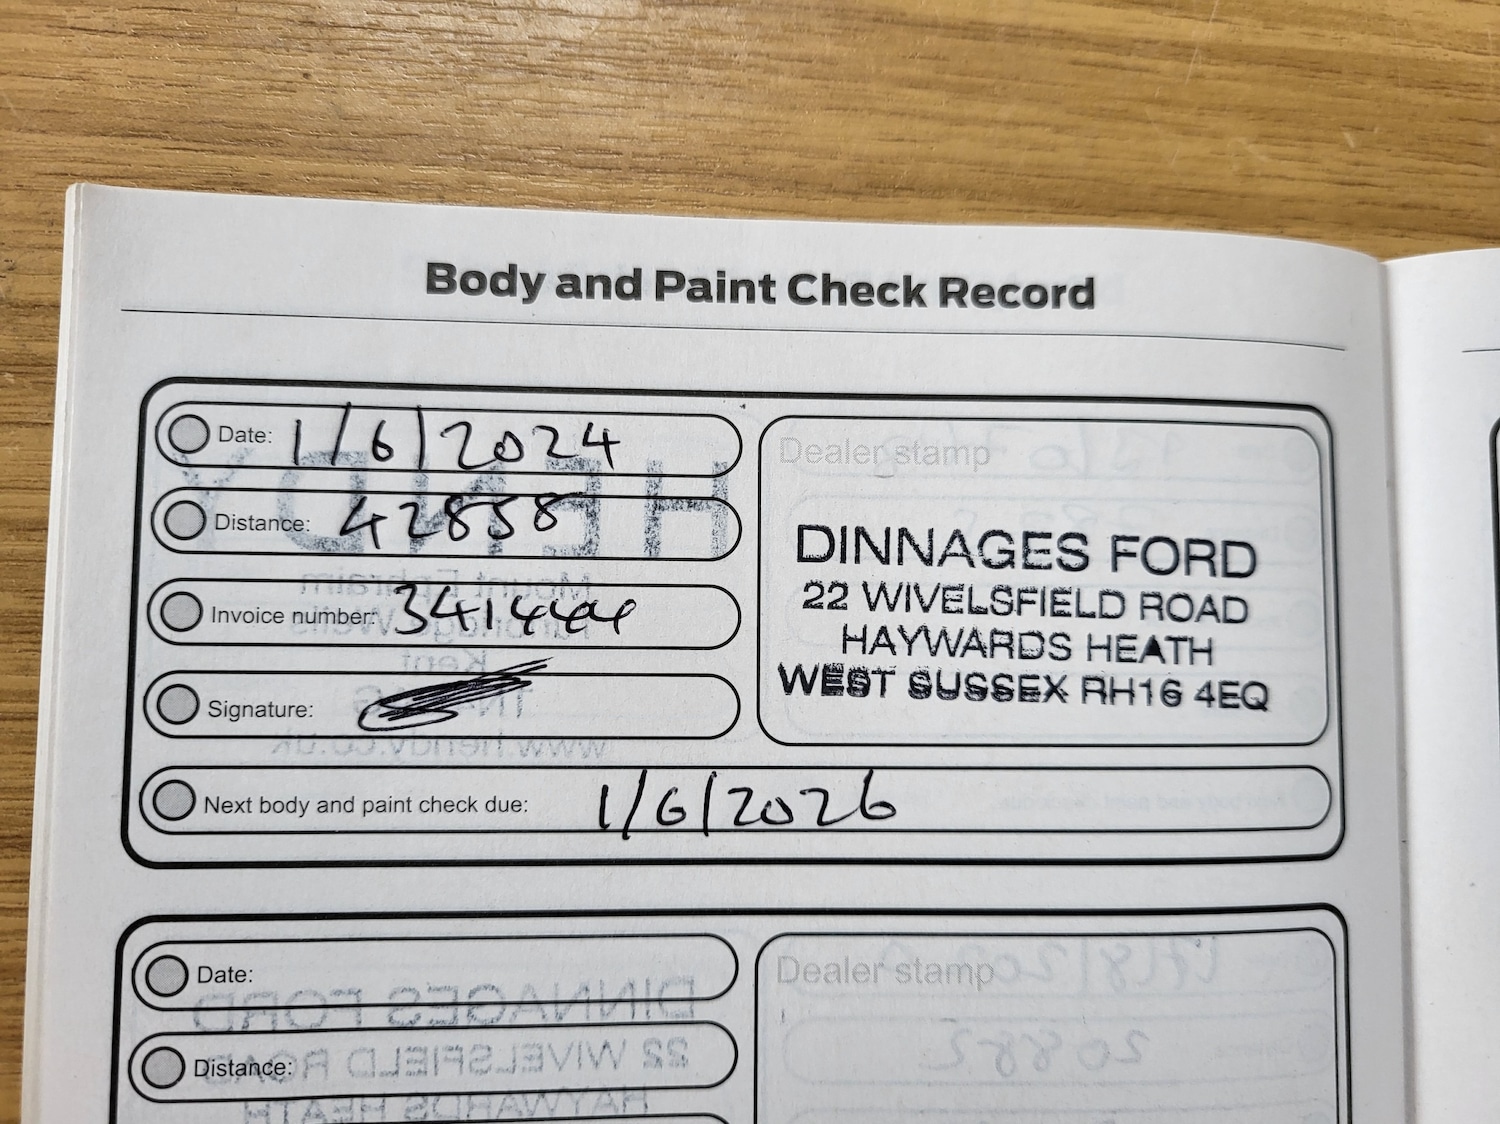 Body and Paint Check Record
Date: 1/6/2024
Distance: 42858
Invoice number: 3414444
Signature:
Dealer stamp
DINNAGES FORD
22 WIVELSFIELD ROAD
HAYWARDS HEATH
WEST SUSSEX RH16 4EQ
Next body and paint check due: 1/6/2026
Date:
Distance:
Dealer stamp